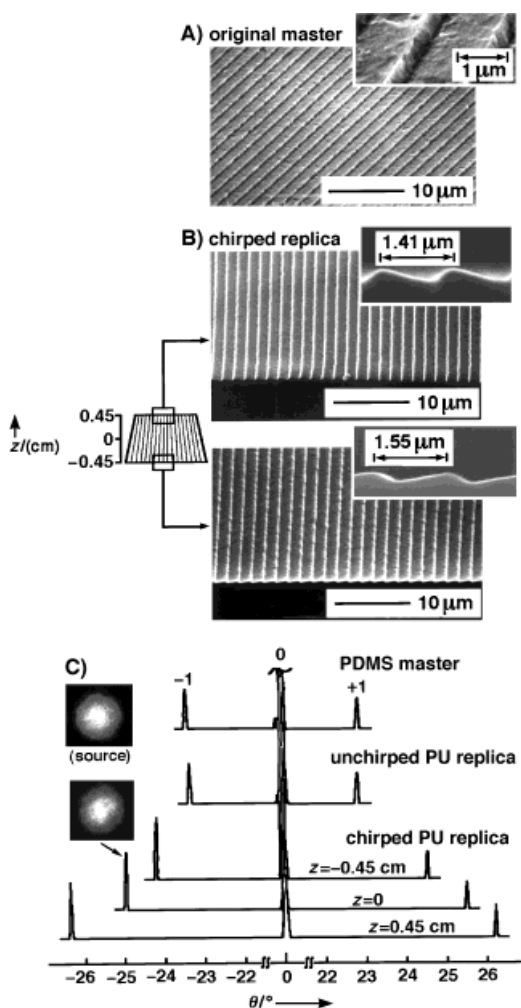 A) original master
1 µm
10 µm
B) chirped replica
1.41 µm
10 µm
0.45
0
−0.45
z/(cm)
1.55 µm
10 µm
C)
0
PDMS master
−1
+1
(source)
unchirped PU replica
chirped PU replica
z=−0.45 cm
z=0
z=0.45 cm
−26 −25 −24 −23 −22 0 22 23 24 25 26
θ/°